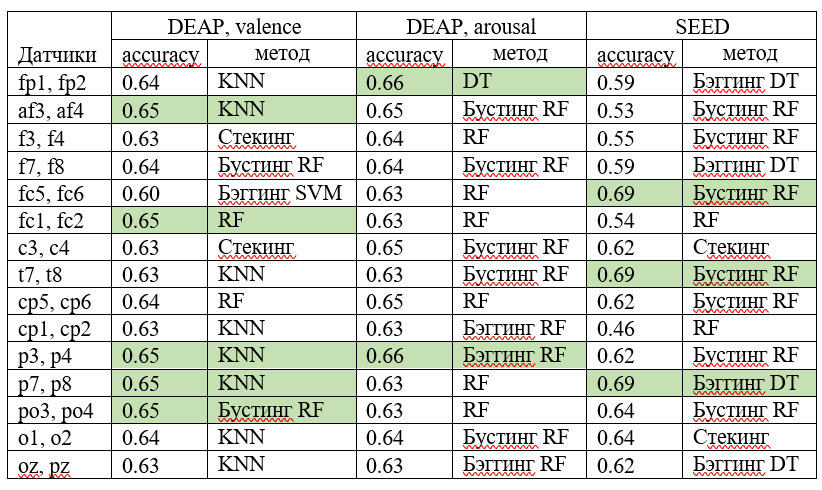 DEAP, valence DEAP, arousal SEED
Датчики accuracy метод accuracy метод accuracy метод
fp1, fp2 0.64 KNN 0.66 DT 0.59 Бэггинг DT
af3, af4 0.65 KNN 0.65 Бустинг RF 0.53 Бустинг RF
f3, f4 0.63 Стекинг 0.64 RF 0.55 Бустинг RF
f7, f8 0.64 Бустинг RF 0.64 Бустинг RF 0.59 Бэггинг DT
fc5, fc6 0.60 Бэггинг SVM 0.63 RF 0.69 Бустинг RF
fc1, fc2 0.65 RF 0.63 RF 0.54 RF
c3, c4 0.63 Стекинг 0.65 Бустинг RF 0.62 Стекинг
t7, t8 0.63 KNN 0.63 Бустинг RF 0.69 Бустинг RF
cp5, cp6 0.64 RF 0.65 RF 0.62 Бустинг RF
cp1, cp2 0.63 KNN 0.63 Бэггинг RF 0.46 RF
p3, p4 0.65 KNN 0.66 Бэггинг RF 0.62 Бустинг RF
p7, p8 0.65 KNN 0.63 RF 0.69 Бэггинг DT
po3, po4 0.65 Бустинг RF 0.63 RF 0.64 Бустинг RF
o1, o2 0.64 KNN 0.64 Бустинг RF 0.64 Стекинг
oz, pz 0.63 KNN 0.63 Бэггинг RF 0.62 Бэггинг DT